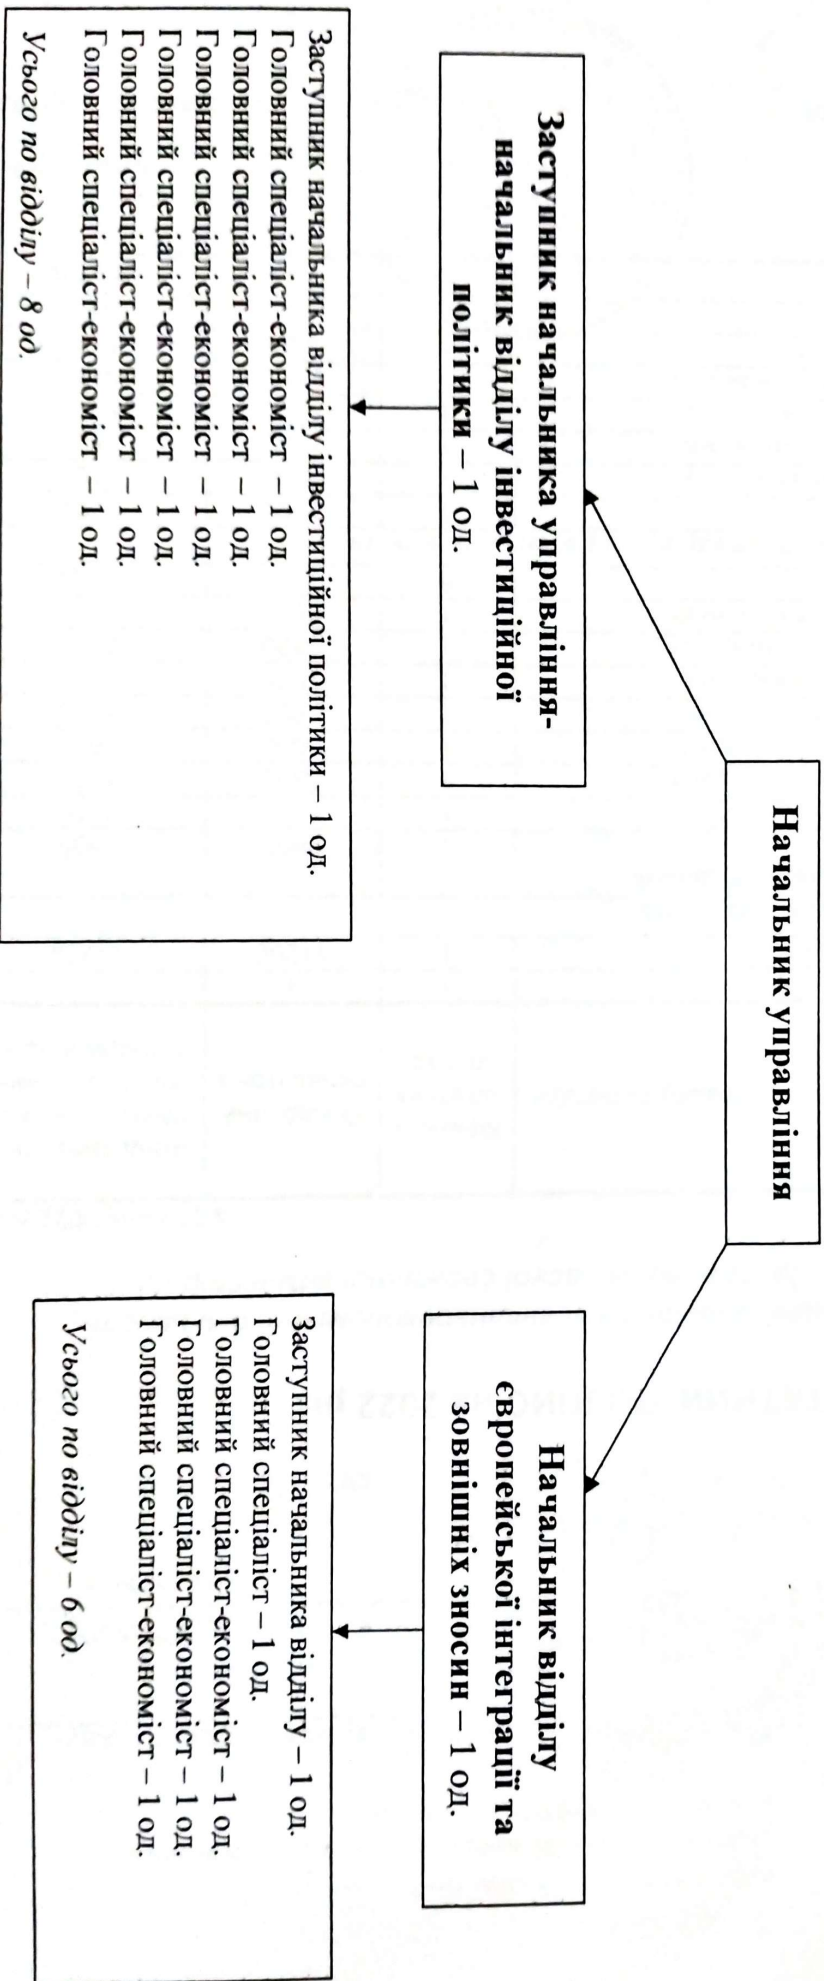 Начальник управління
Заступник начальника управління-
начальник відділу інвестиційної
політики – 1 од.
Заступник начальника відділу інвестиційної політики – 1 од.
Головний спеціаліст-економіст – 1 од.
Головний спеціаліст-економіст – 1 од.
Головний спеціаліст-економіст – 1 од.
Головний спеціаліст-економіст – 1 од.
Головний спеціаліст-економіст – 1 од.
Головний спеціаліст-економіст – 1 од.
Усього по відділу – 8 од.
Начальник відділу
європейської інтеграції та
зовнішніх зносин – 1 од.
Заступник начальника відділу – 1 од.
Головний спеціаліст – 1 од.
Головний спеціаліст-економіст – 1 од.
Головний спеціаліст-економіст – 1 од.
Головний спеціаліст-економіст – 1 од.
Усього по відділу – 6 од.